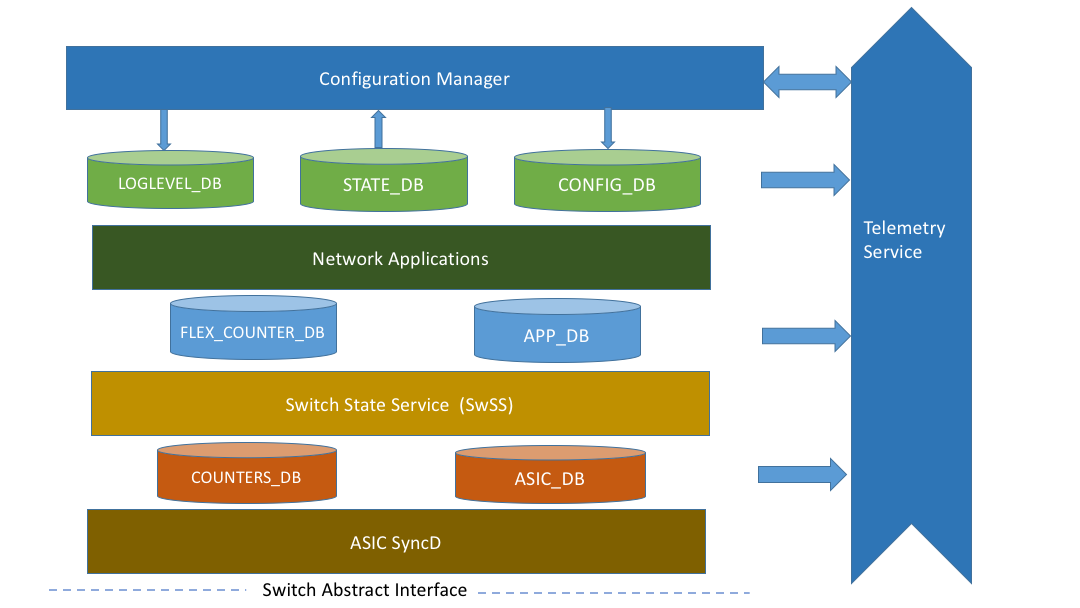 Configuration Manager
LOGLEVEL_DB
STATE_DB
CONFIG_DB
Telemetry
Service
Network Applications
FLEX_COUNTER_DB
APP_DB
Switch State Service (SwSS)
COUNTERS_DB
ASIC_DB
ASIC SyncD
Switch Abstract Interface